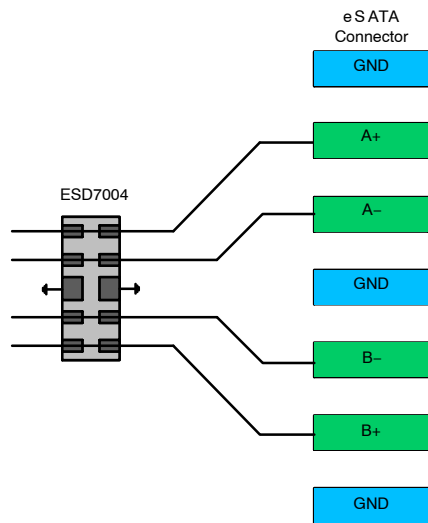 eSATA
Connector
GND
A+
ESD7004
A−
GND
B−
B+
GND